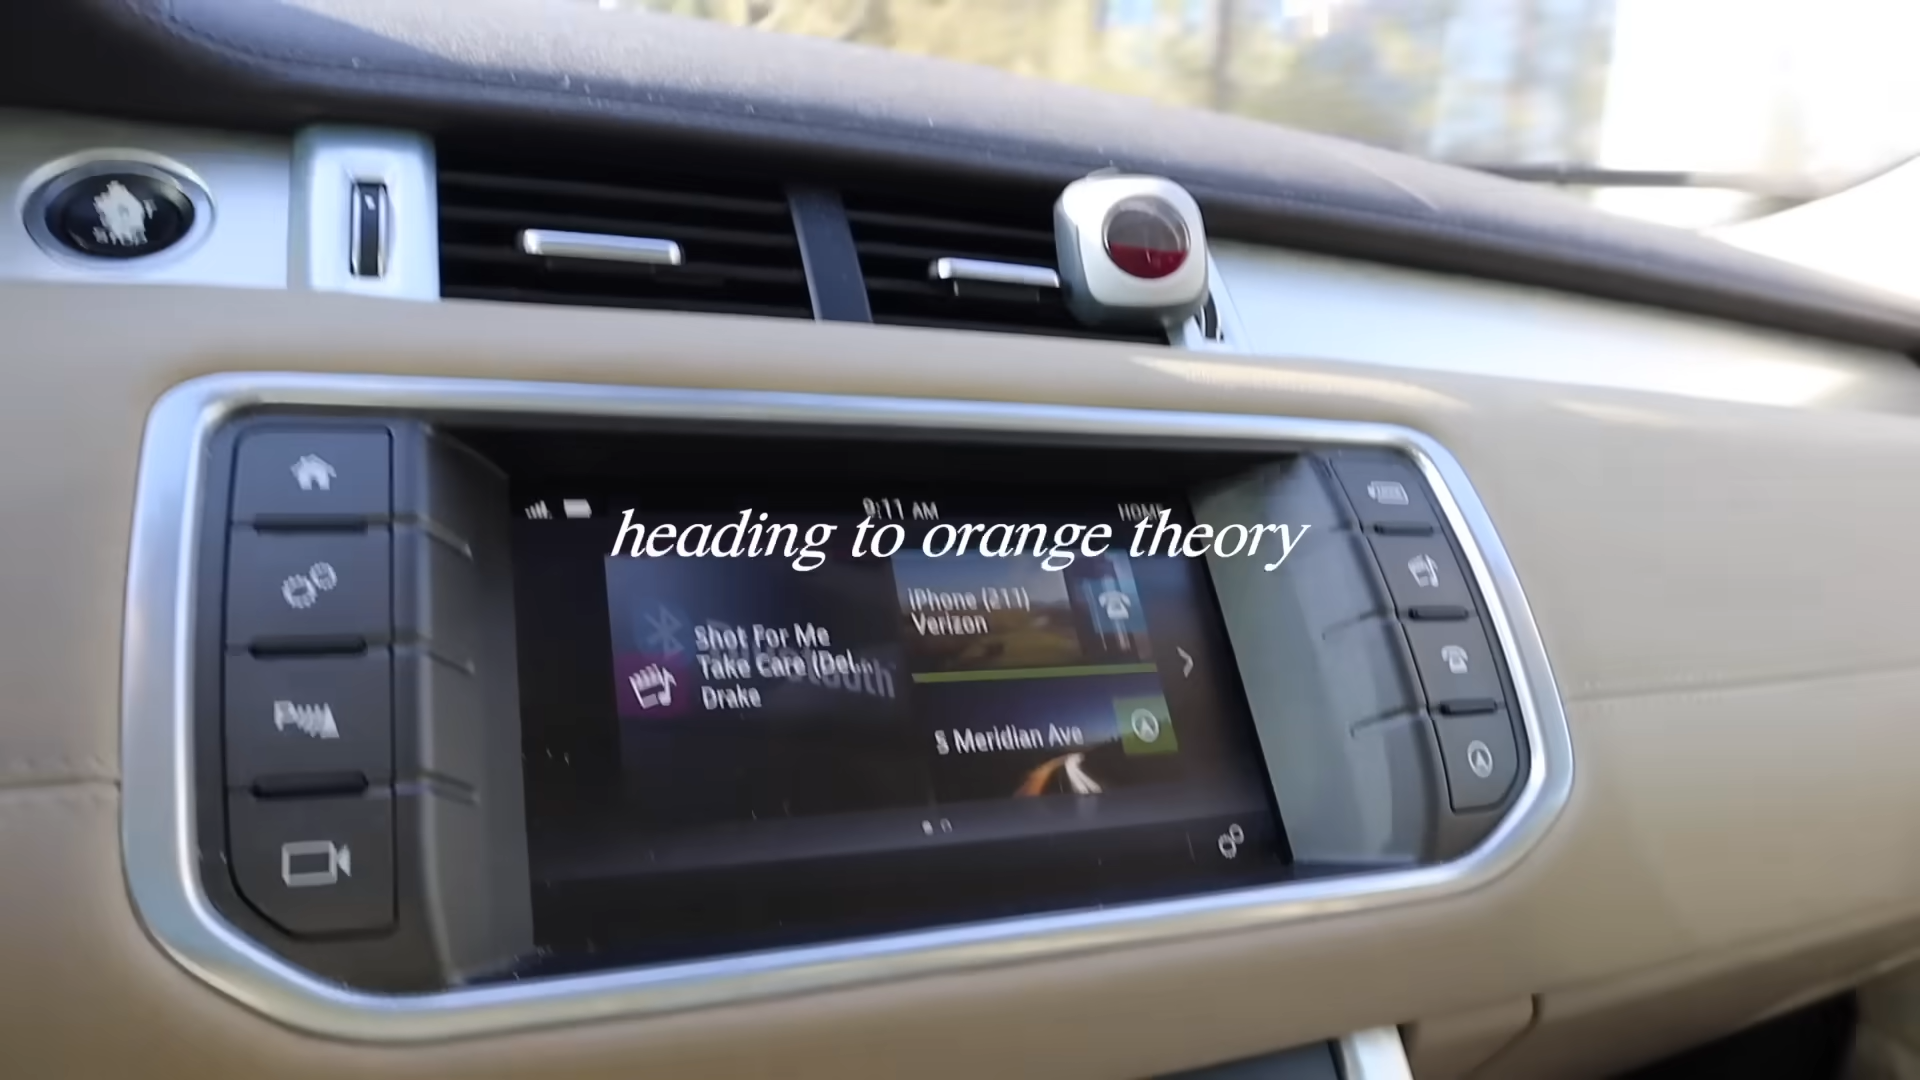 9:11 AM
HOME
heading to orange theory
iPhone (211)
Verizon
Shot For Me
Take Care (Del...
Drake
S Meridian Ave